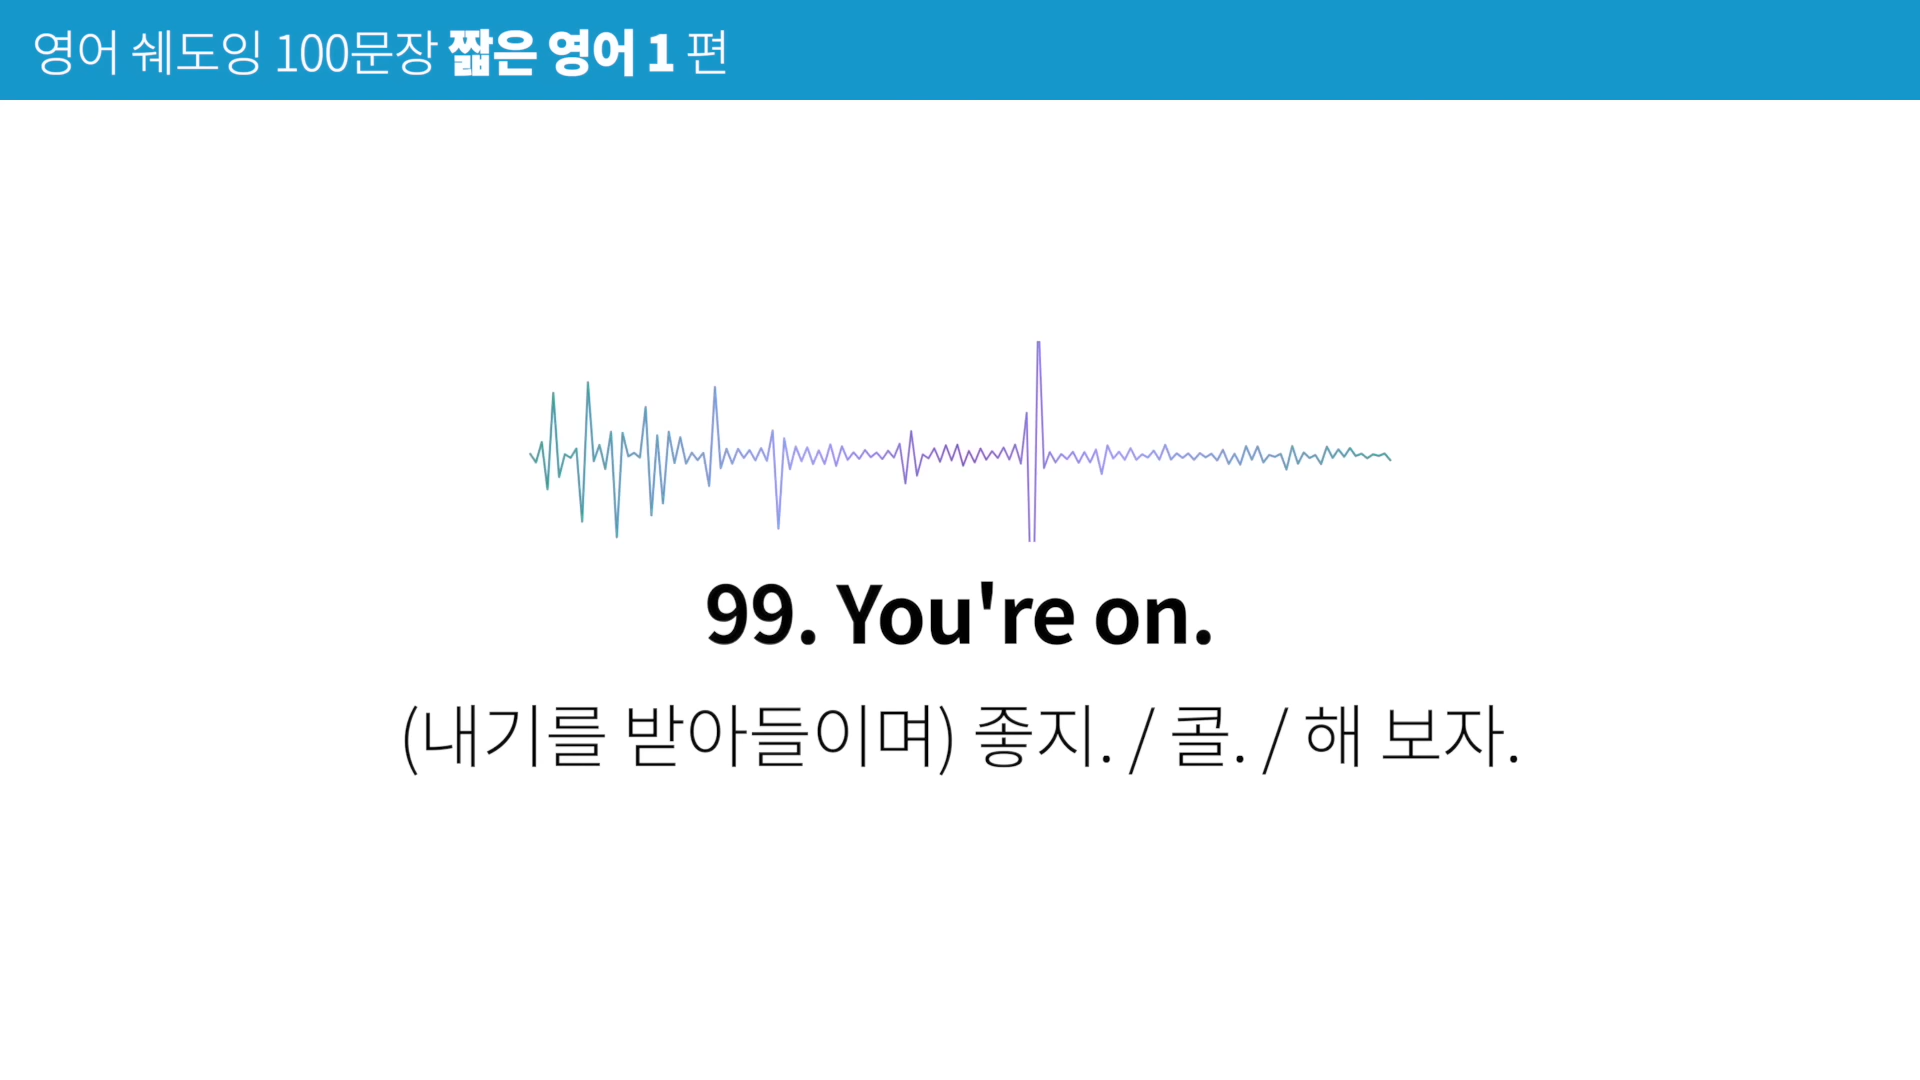 영어 쉐도잉 100문장 짧은 영어 1 편
99. You're on.
(내기를 받아들이며) 좋지. / 콜. / 해 보자.